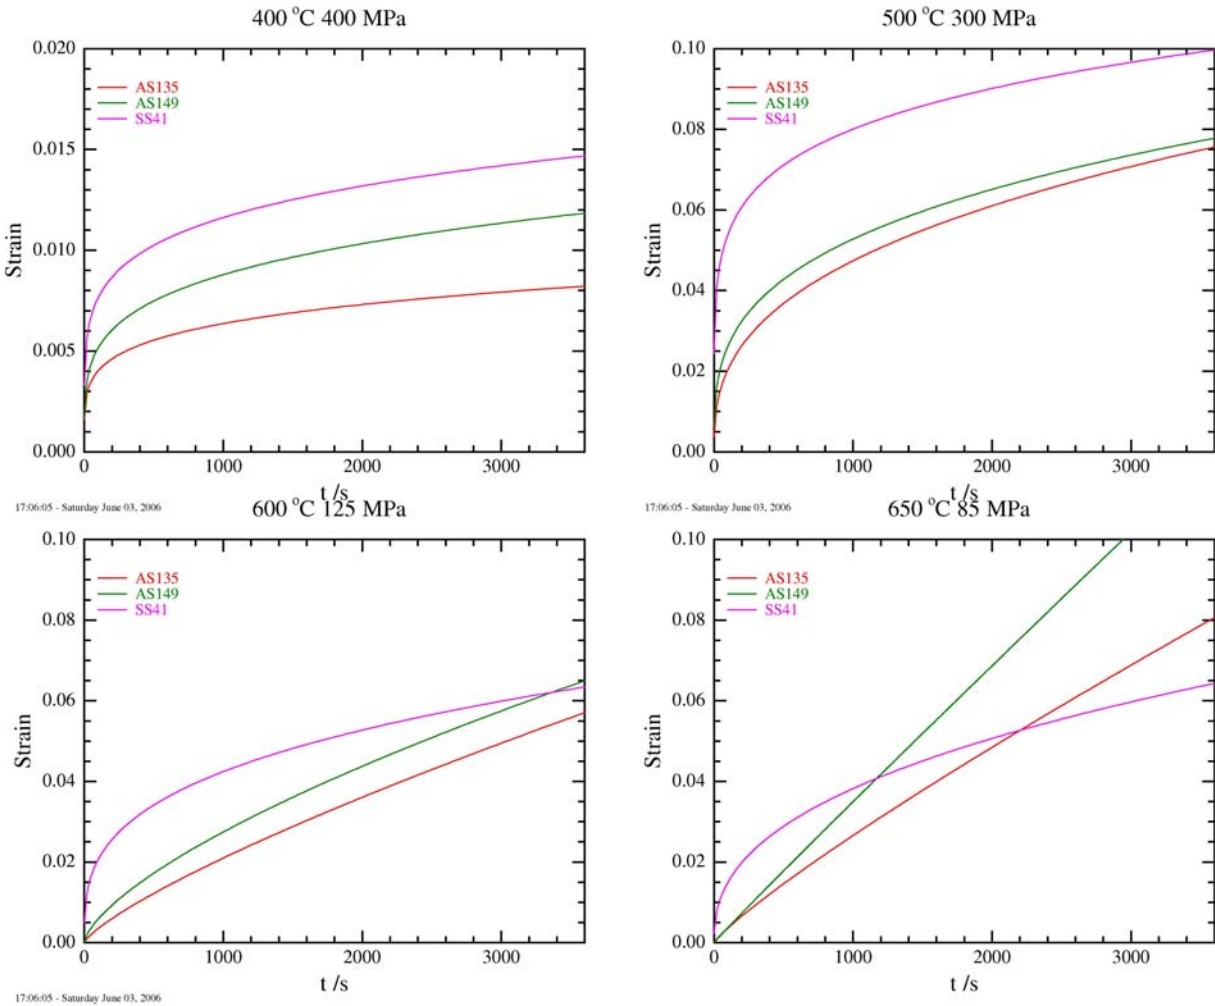 400 °C 400 MPa
0.020
0.015
0.010
0.005
0.000
Strain
AS135
AS149
SS41
0
1000
2000
3000
t /s
17:06:05 - Saturday June 03, 2006
500 °C 300 MPa
0.10
0.08
0.06
0.04
0.02
0.00
Strain
AS135
AS149
SS41
0
1000
2000
3000
t /s
17:06:05 - Saturday June 03, 2006
600 °C 125 MPa
0.10
0.08
0.06
0.04
0.02
0.00
Strain
AS135
AS149
SS41
0
1000
2000
3000
t /s
17:06:05 - Saturday June 03, 2006
650 °C 85 MPa
0.10
0.08
0.06
0.04
0.02
0.00
Strain
AS135
AS149
SS41
0
1000
2000
3000
t /s